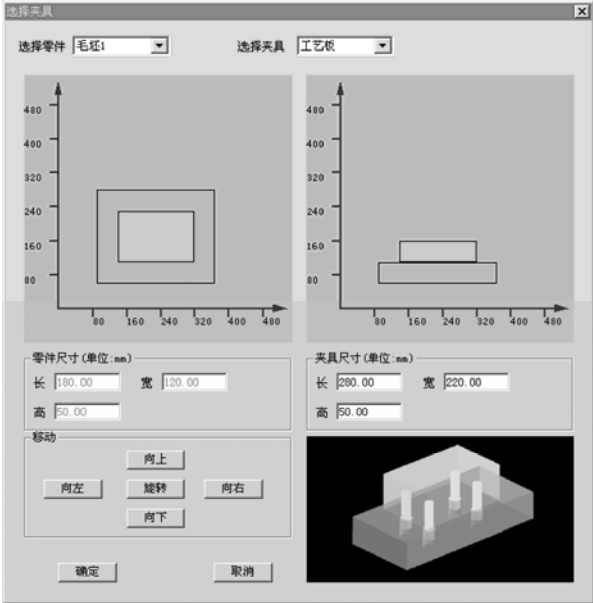 选择夹具
选择零件 毛坯1 选择夹具 工艺板
480
400
320
240
160
80
80 160 240 320 400 480
480
400
320
240
160
80
80 160 240 320 400 480
零件尺寸(单位:mm)
长 180.00 宽 120.00
高 50.00
夹具尺寸(单位:mm)
长 280.00 宽 220.00
高 50.00
移动
向上
向左 旋转 向右
向下
确定 取消